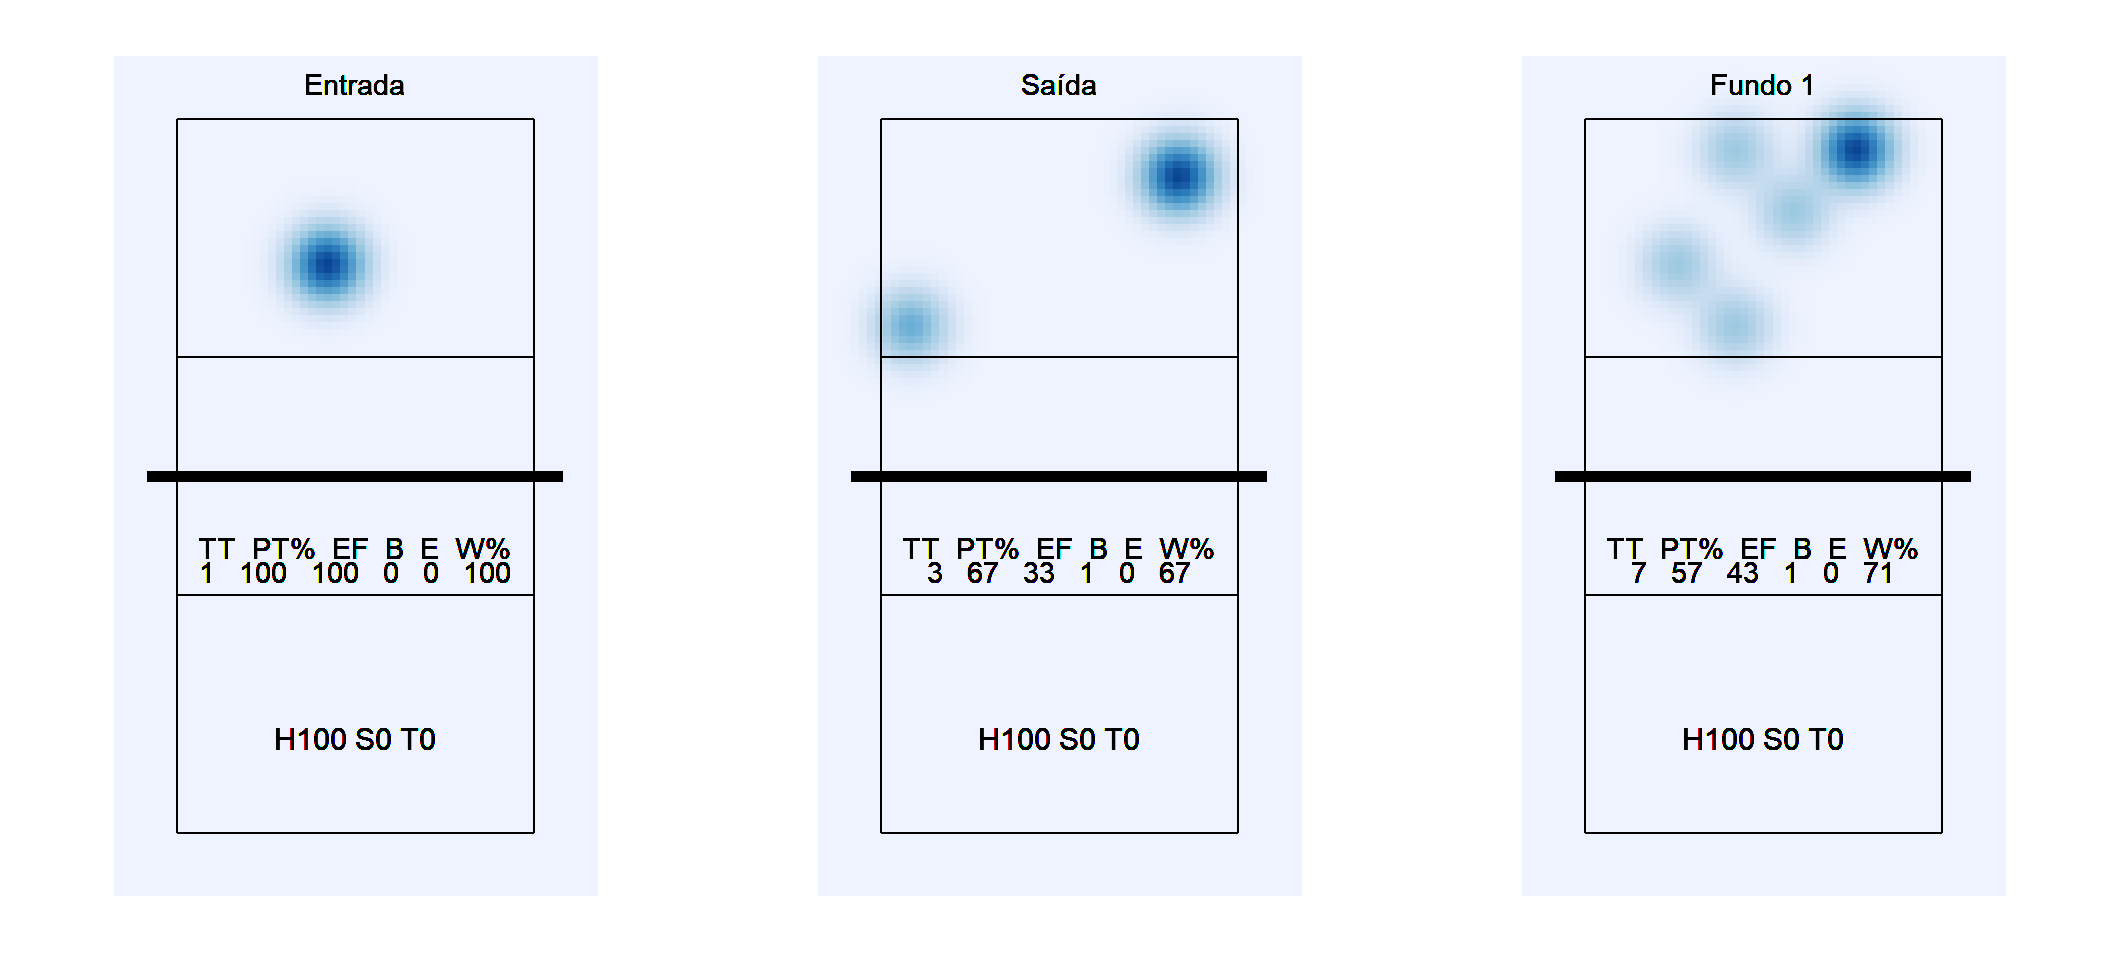 Entrada
TT PT% EF B E W%
1 100 100 0 0 100
H100 S0 T0
Saída
TT PT% EF B E W%
3 67 33 1 0 67
H100 S0 T0
Fundo 1
TT PT% EF B E W%
7 57 43 1 0 71
H100 S0 T0